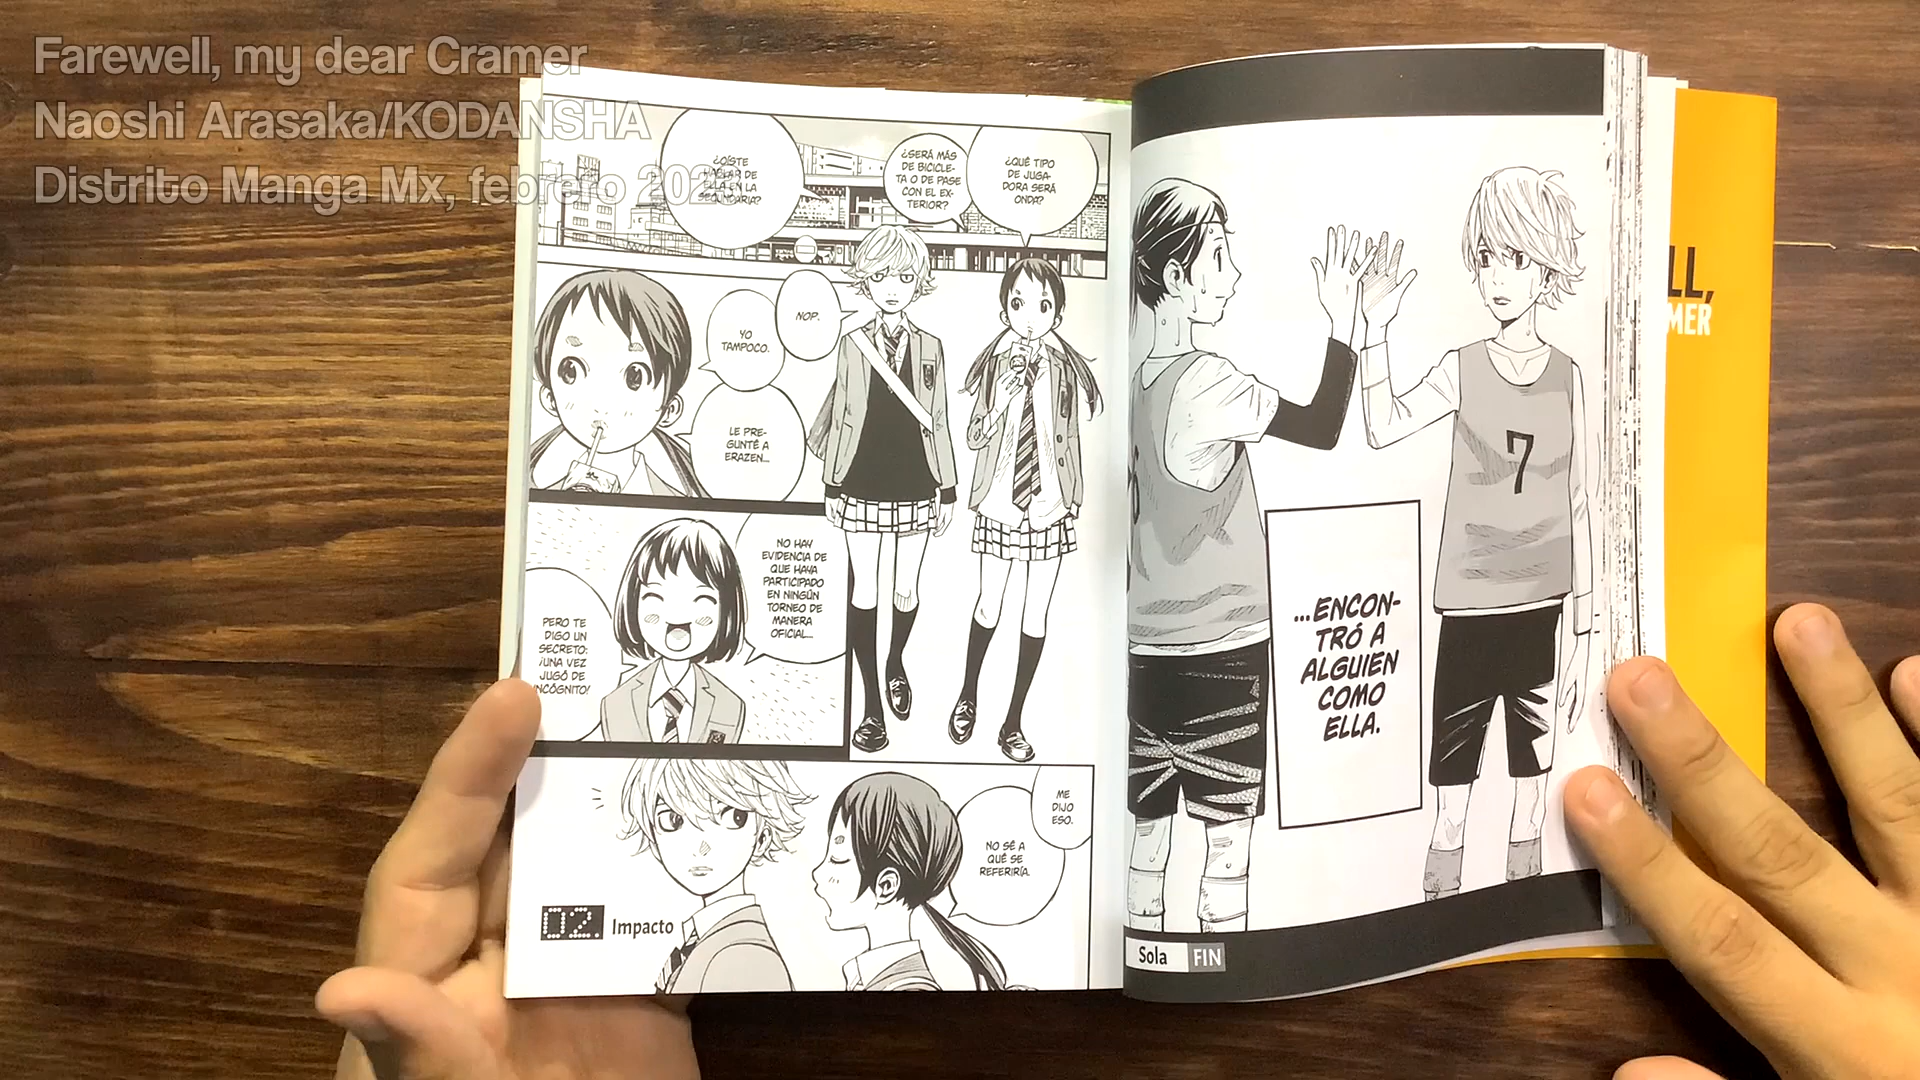 Farewell, my dear Cramer
Naoshi Arasaka/KODANSHA
Distrito Manga Mx, febrero
...ENCON-
TRÓ A
ALGUIEN
COMO
ELLA.
Sola FIN
¿QUÉ TIPO
DE JUGA-
DORA SERÁ
ONDA?
¿SERÁ MÁS
DE BICICLE-
TA O DE PASE
CON EL EX-
TERIOR?
¿OÍSTE
HABLAR DE
ELLA EN LA
SECUNDARIA?
NOP.
YO
TAMPOCO.
LE PRE-
GUNTÉ A
ERAZEN...
NO HAY
EVIDENCIA DE
QUE HAYA
PARTICIPADO
EN NINGÚN
TORNEO DE
MANERA
OFICIAL...
PERO TE
DIGO UN
SECRETO:
¡UNA VEZ
JUGÓ DE
INCÓGNITO!
ME
DIJO
ESO.
NO SÉ A
QUÉ SE
REFERIRÍA.
02. Impacto
7
LL,
MER